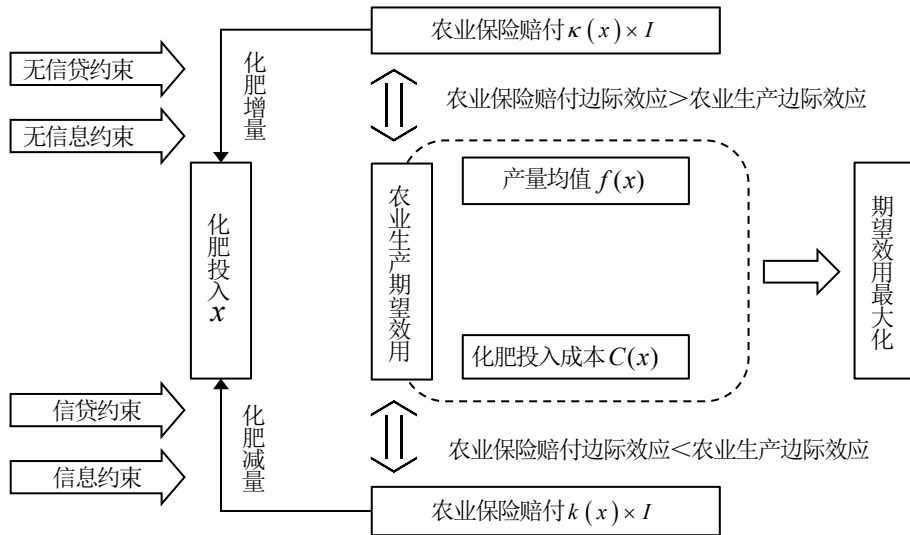 农业保险赔付κ(x)×I
无信贷约束
无信息约束
化肥增量
农业保险赔付边际效应＞农业生产边际效应
化肥投入x
农业生产期望效用
产量均值f(x)
化肥投入成本C(x)
期望效用最大化
信贷约束
信息约束
化肥减量
农业保险赔付边际效应＜农业生产边际效应
农业保险赔付k(x)×I